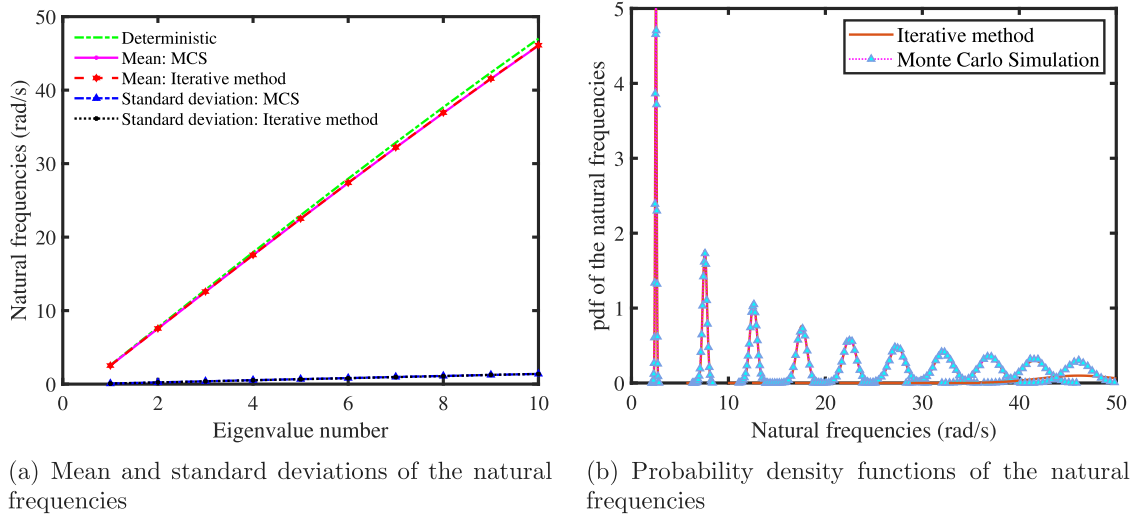 50
40
30
20
10
0
0
2
4
6
8
10
Natural frequencies (rad/s)
Eigenvalue number
Deterministic
Mean: MCS
Mean: Iterative method
Standard deviation: MCS
Standard deviation: Iterative method
(a) Mean and standard deviations of the natural
frequencies
5
4
3
2
1
0
0
10
20
30
40
50
pdf of the natural frequencies
Natural frequencies (rad/s)
Iterative method
Monte Carlo Simulation
(b) Probability density functions of the natural
frequencies